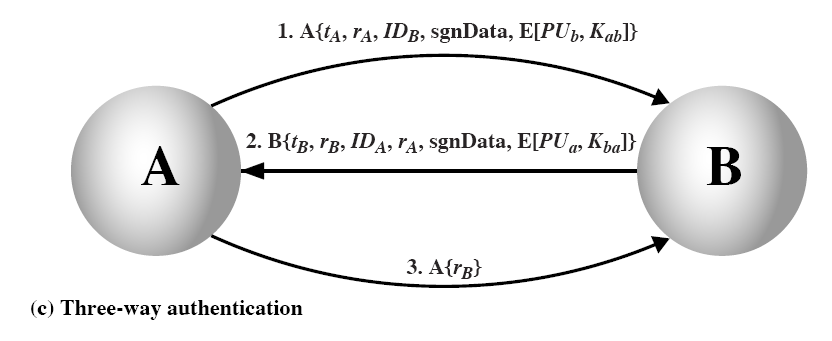 1. A{tA, rA, IDB, sgnData, E[PUb, Kab]}
2. B{tB, rB, IDA, rA, sgnData, E[PUa, Kba]}
A
B
3. A{rB}
(c) Three-way authentication